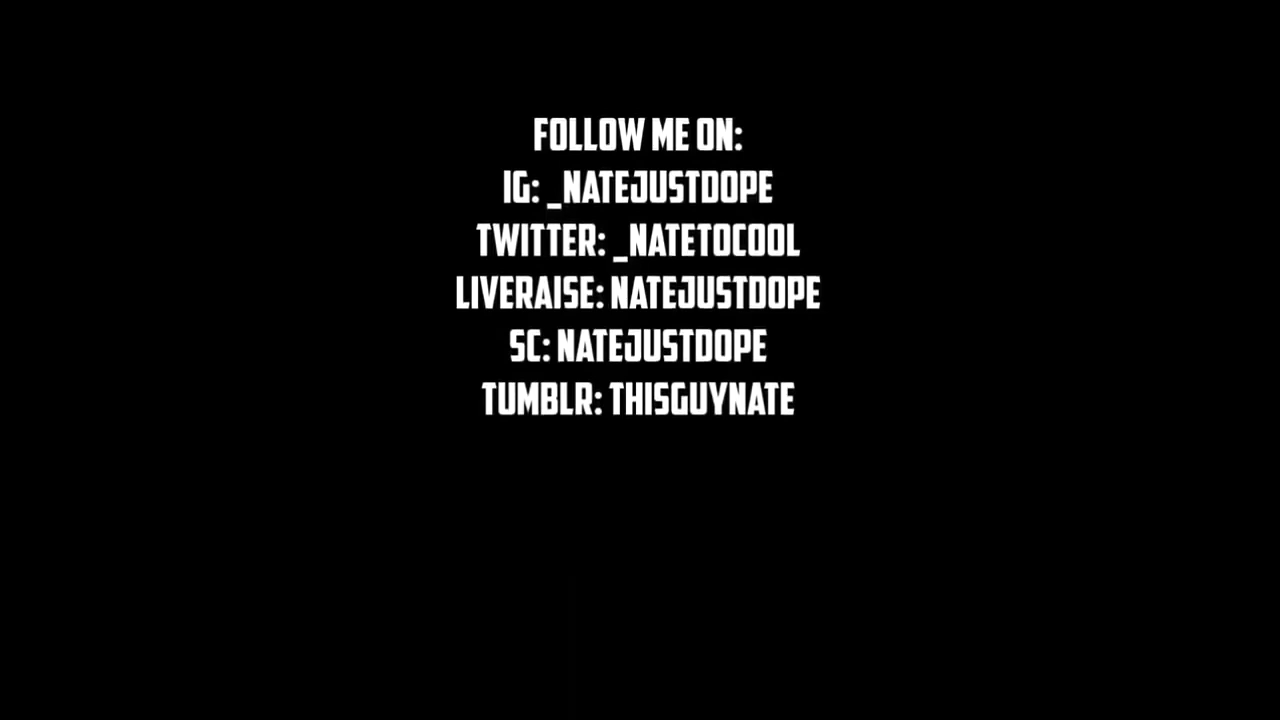 FOLLOW ME ON:
IG: _NATEJUSTDOPE
TWITTER: _NATETOCOOL
LIVERAISE: NATEJUSTDOPE
SC: NATEJUSTDOPE
TUMBLR: THISGUYNATE